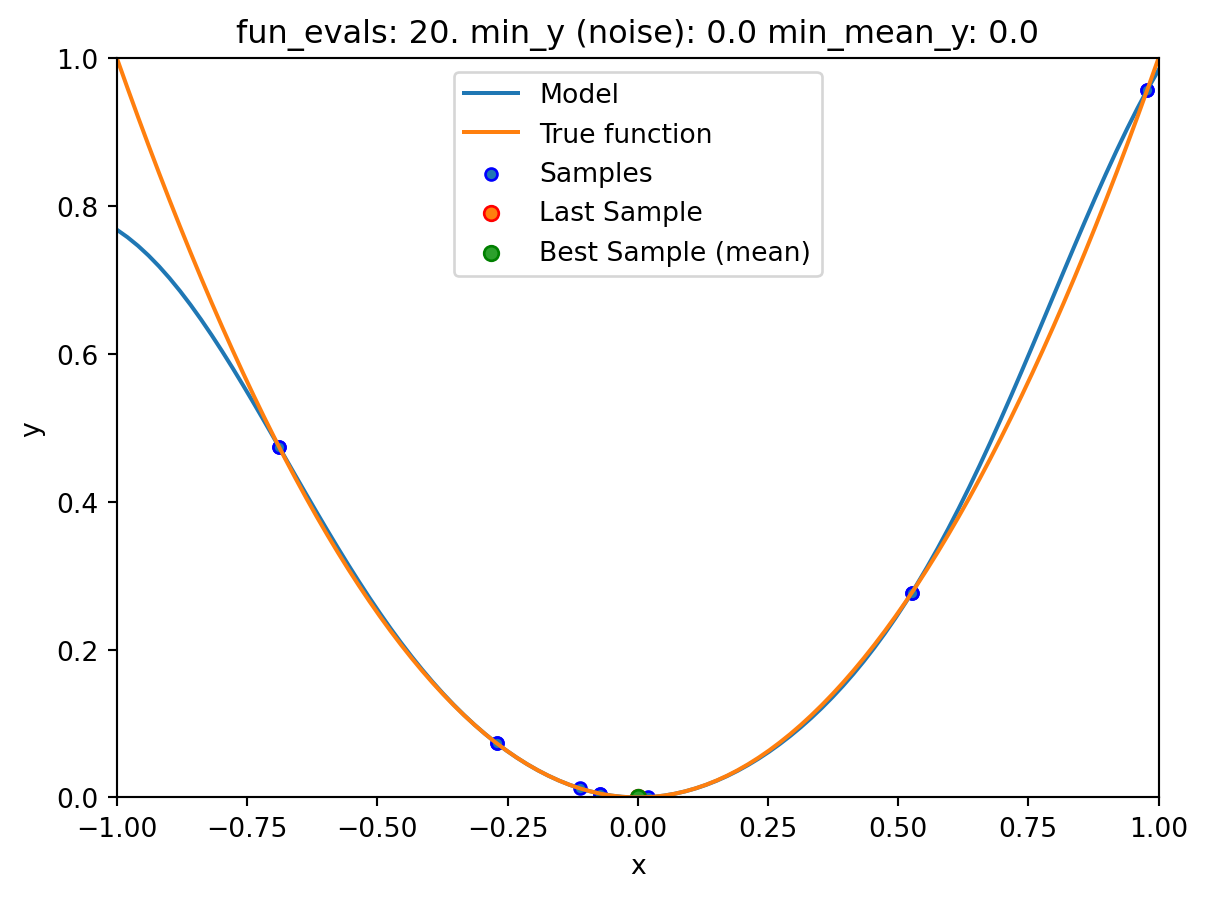 fun_evals: 20. min_y (noise): 0.0 min_mean_y: 0.0
Model
True function
Samples
Last Sample
Best Sample (mean)
1.0
0.8
0.6
0.4
0.2
0.0
y
−1.00 −0.75 −0.50 −0.25 0.00 0.25 0.50 0.75 1.00
x